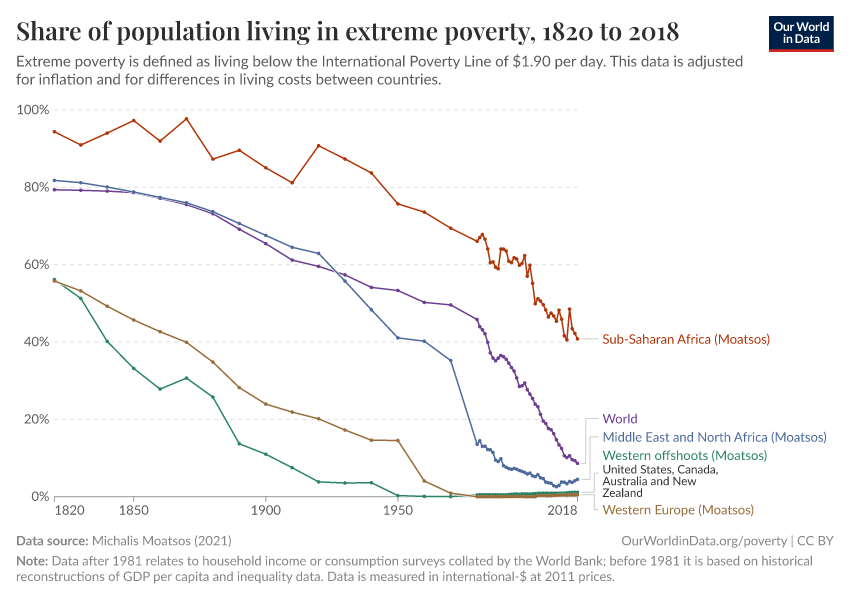 Share of population living in extreme poverty, 1820 to 2018
Our World
in Data
Extreme poverty is defined as living below the International Poverty Line of $1.90 per day. This data is adjusted
for inflation and for differences in living costs between countries.
100%
80%
60%
40%
20%
0%
Sub-Saharan Africa (Moatsos)
World
Middle East and North Africa (Moatsos)
Western offshoots (Moatsos)
United States, Canada,
Australia and New
Zealand
Western Europe (Moatsos)
1820
1850
1900
1950
2018
Data source: Michalis Moatsos (2021)
OurWorldinData.org/poverty | CC BY
Note: Data after 1981 relates to household income or consumption surveys collated by the World Bank; before 1981 it is based on historical
reconstructions of GDP per capita and inequality data. Data is measured in international-$ at 2011 prices.